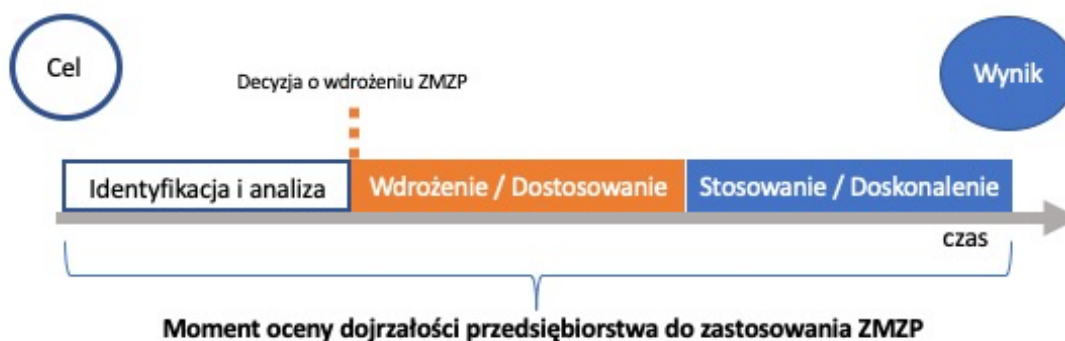 Cel
Wynik
Decyzja o wdrożeniu ZMZP
Identyfikacja i analiza
Wdrożenie / Dostosowanie
Stosowanie / Doskonalenie
czas
Moment oceny dojrzałości przedsiębiorstwa do zastosowania ZMZP